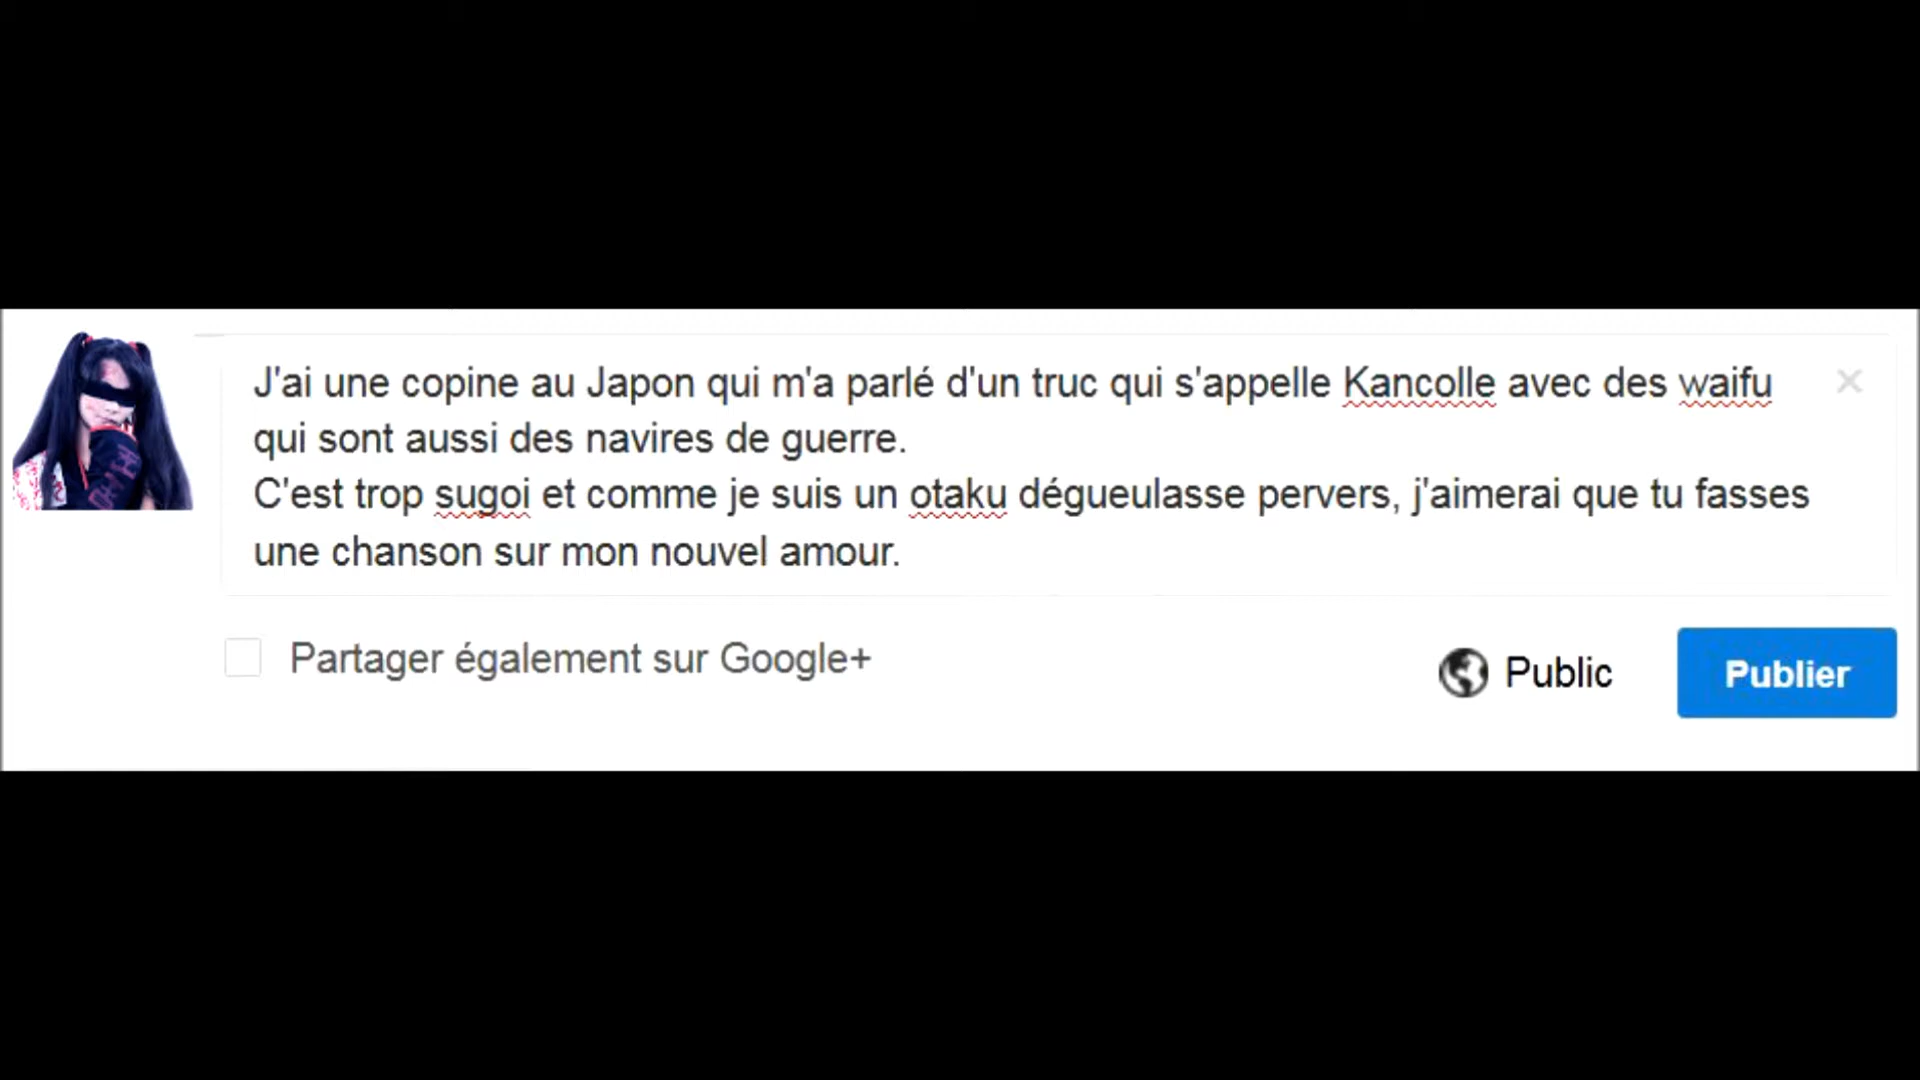 J'ai une copine au Japon qui m'a parlé d'un truc qui s'appelle Kancolle avec des waifu
qui sont aussi des navires de guerre.
C'est trop sugoi et comme je suis un otaku dégueulasse pervers, j'aimerai que tu fasses
une chanson sur mon nouvel amour.
Partager également sur Google+
Public
Publier